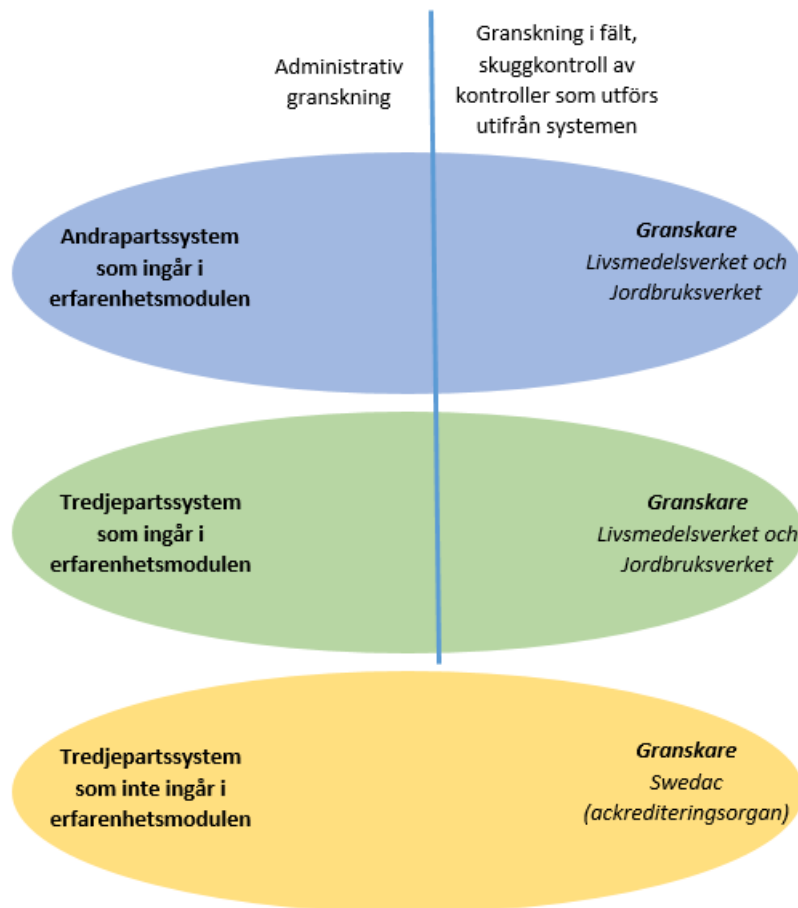 Administrativ
granskning
Granskning i fält,
skuggkontroll av
kontroller som utförs
utifrån systemen
Andrapartssystem
som ingår i
erfarenhetsmodulen
Granskare
Livsmedelsverket och
Jordbruksverket
Tredjepartssystem
som ingår i
erfarenhetsmodulen
Granskare
Livsmedelsverket och
Jordbruksverket
Tredjepartssystem
som inte ingår i
erfarenhetsmodulen
Granskare
Swedac
(ackrediteringsorgan)